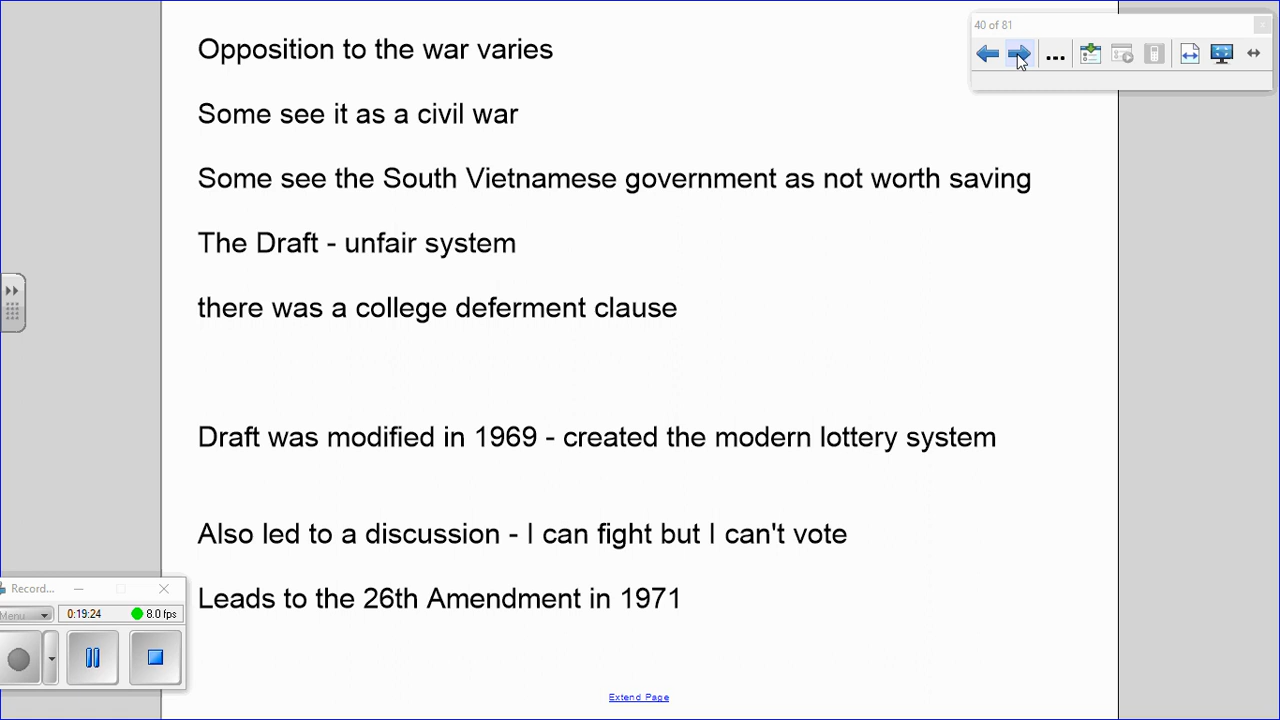 Opposition to the war varies
40 of 81
Some see it as a civil war
Some see the South Vietnamese government as not worth saving
The Draft - unfair system
there was a college deferment clause
Draft was modified in 1969 - created the modern lottery system
Also led to a discussion - I can fight but I can't vote
Leads to the 26th Amendment in 1971
Record...
Menu
0:19:24
8.0 fps
Extend Page